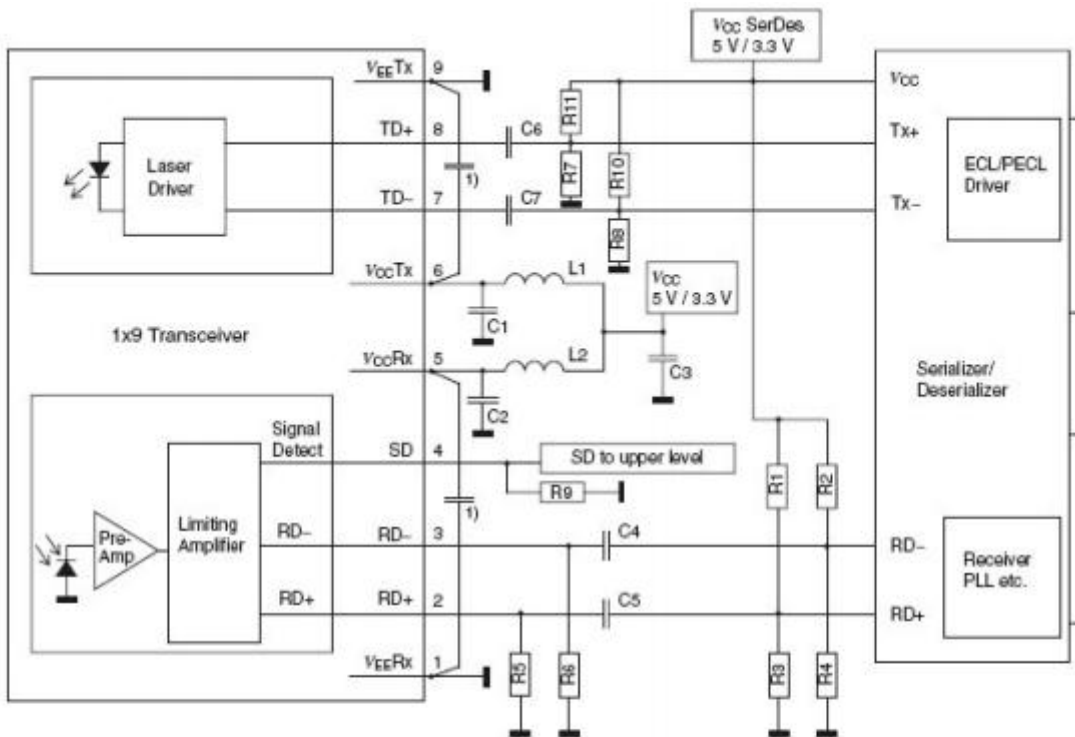 VCC SerDes
5 V / 3.3 V
VEETx
9
VCC
TD+
8
C6
R11
Tx+
Laser
Driver
1)
R7
R10
ECL/PECL
Driver
TD−
7
C7
Tx−
R8
VCCTx
6
L1
VCC
5 V / 3.3 V
C1
1x9 Transceiver
VCCRx
5
L2
C3
Serializer/
Deserializer
C2
Signal
Detect
SD
4
SD to upper level
R9
R1
R2
1)
Pre-
Amp
Limiting
Amplifier
RD−
RD−
3
C4
RD−
Receiver
PLL etc.
RD+
RD+
2
C5
RD+
VEERx
1
R5
R6
R3
R4